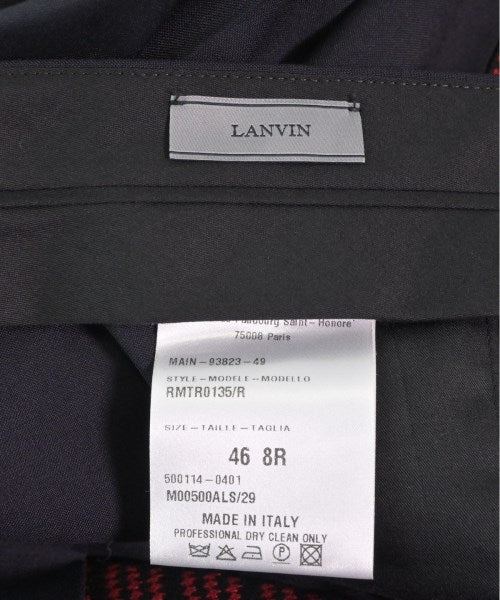 LANVIN
Faubourg Saint-Honore'
75008 Paris
MAIN-93823-49
STYLE-MODELE-MODELLO
RMTR0135/R
SIZE-TAILLE-TAGLIA
46 8R
500114-0401
M00500ALS/29
MADE IN ITALY
PROFESSIONAL DRY CLEAN ONLY
P